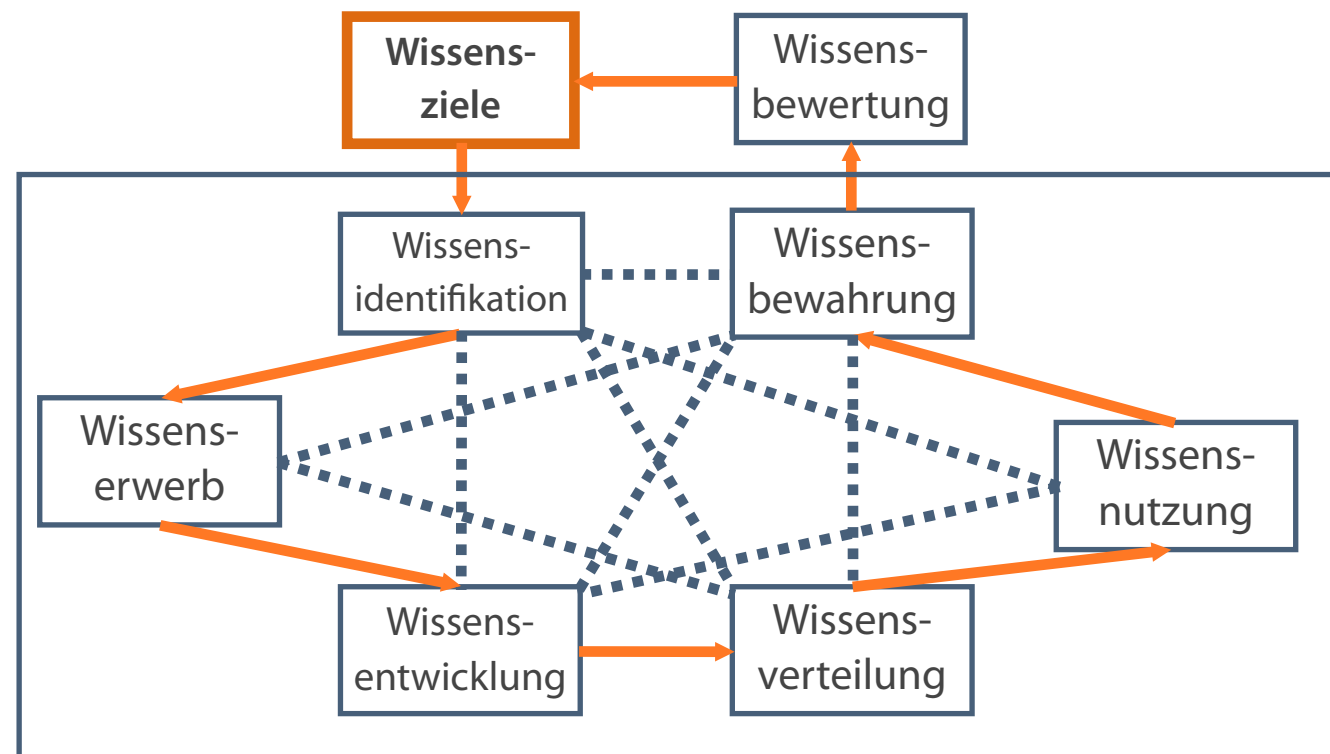 Wissens-
ziele
Wissens-
bewertung
Wissens-
identifikation
Wissens-
bewahrung
Wissens-
erwerb
Wissens-
nutzung
Wissens-
entwicklung
Wissens-
verteilung